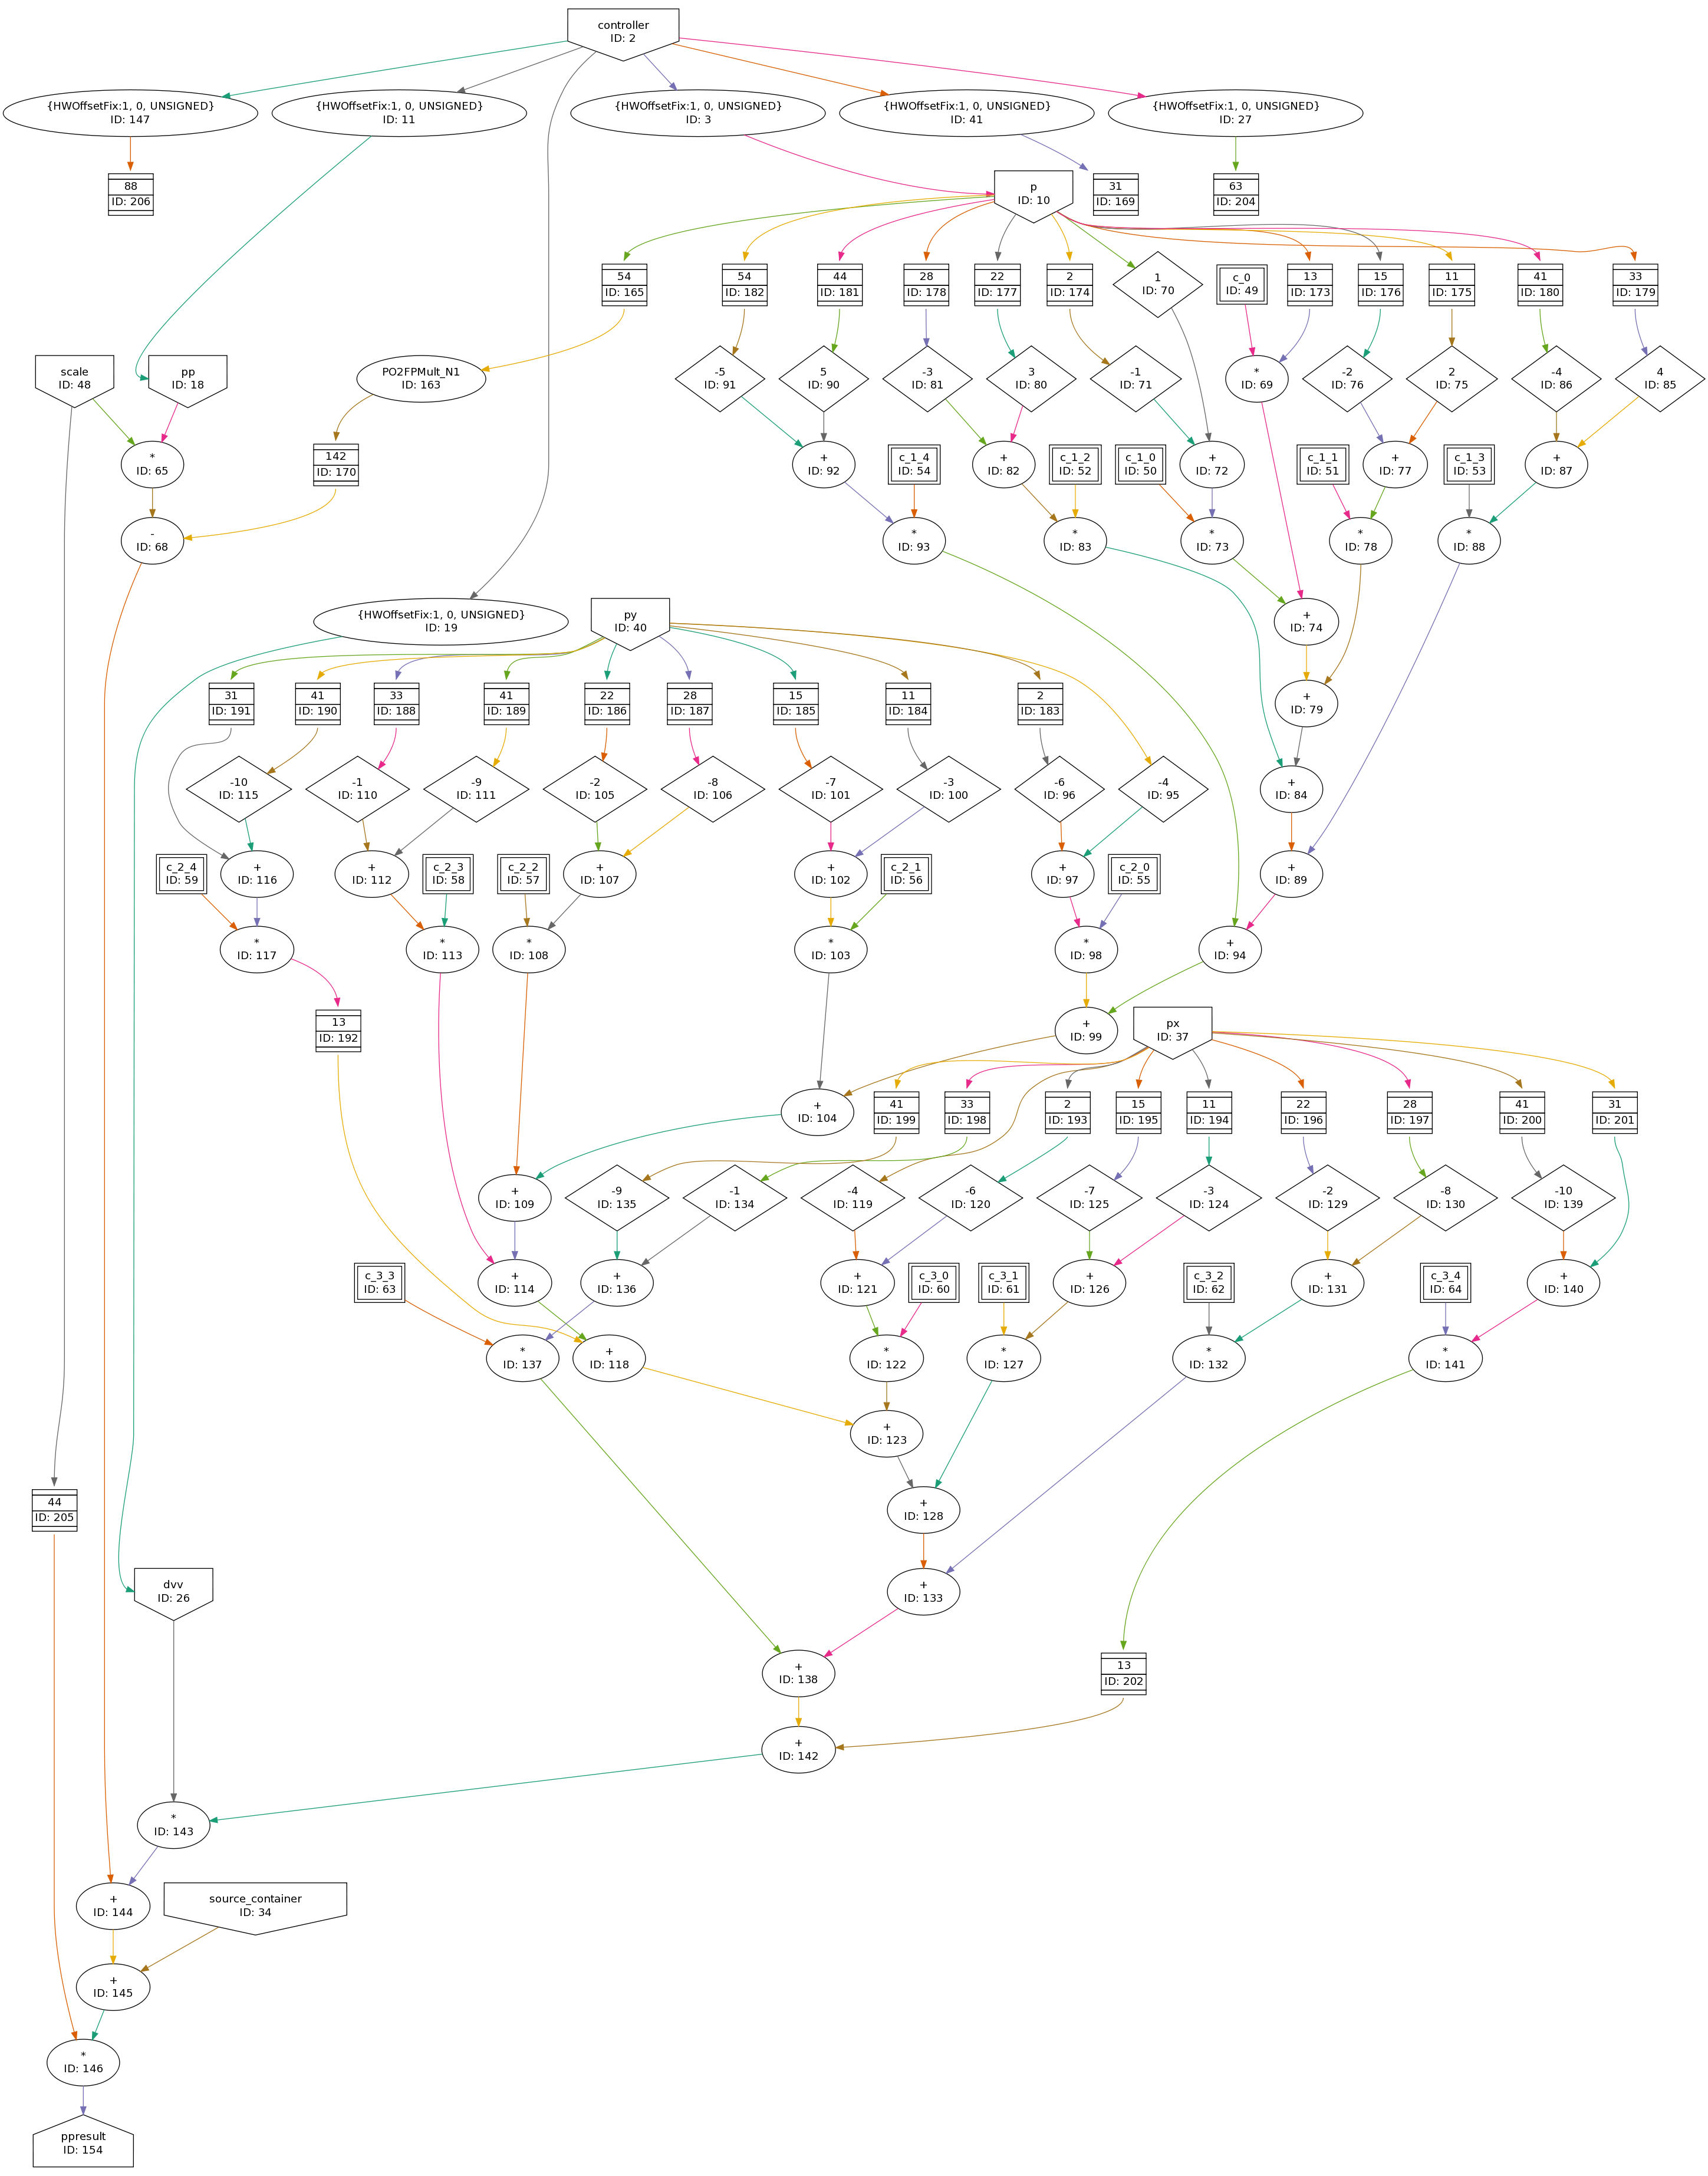 controller
ID: 2
{HWOffsetFix:1, 0, UNSIGNED}
ID: 147
{HWOffsetFix:1, 0, UNSIGNED}
ID: 11
{HWOffsetFix:1, 0, UNSIGNED}
ID: 3
{HWOffsetFix:1, 0, UNSIGNED}
ID: 41
{HWOffsetFix:1, 0, UNSIGNED}
ID: 27
88
ID: 206
p
ID: 10
31
ID: 169
63
ID: 204
54
ID: 165
54
ID: 182
44
ID: 181
28
ID: 178
22
ID: 177
2
ID: 174
1
ID: 70
c_0
ID: 49
13
ID: 173
15
ID: 176
11
ID: 175
41
ID: 180
33
ID: 179
scale
ID: 48
pp
ID: 18
PO2FPMult_N1
ID: 163
-5
ID: 91
5
ID: 90
-3
ID: 81
3
ID: 80
-1
ID: 71
*
ID: 69
-2
ID: 76
2
ID: 75
-4
ID: 86
4
ID: 85
*
ID: 65
142
ID: 170
+
ID: 92
c_1_4
ID: 54
+
ID: 82
c_1_2
ID: 52
c_1_0
ID: 50
+
ID: 72
c_1_1
ID: 51
+
ID: 77
c_1_3
ID: 53
+
ID: 87
-
ID: 68
*
ID: 93
*
ID: 83
*
ID: 73
*
ID: 78
*
ID: 88
{HWOffsetFix:1, 0, UNSIGNED}
ID: 19
py
ID: 40
+
ID: 74
31
ID: 191
41
ID: 190
33
ID: 188
41
ID: 189
22
ID: 186
28
ID: 187
15
ID: 185
11
ID: 184
2
ID: 183
+
ID: 79
-10
ID: 115
-1
ID: 110
-9
ID: 111
-2
ID: 105
-8
ID: 106
-7
ID: 101
-3
ID: 100
-6
ID: 96
-4
ID: 95
+
ID: 84
c_2_4
ID: 59
+
ID: 116
+
ID: 112
c_2_3
ID: 58
c_2_2
ID: 57
+
ID: 107
+
ID: 102
c_2_1
ID: 56
+
ID: 97
c_2_0
ID: 55
+
ID: 89
*
ID: 117
*
ID: 113
*
ID: 108
*
ID: 103
*
ID: 98
+
ID: 94
13
ID: 192
+
ID: 99
px
ID: 37
+
ID: 104
41
ID: 199
33
ID: 198
2
ID: 193
15
ID: 195
11
ID: 194
22
ID: 196
28
ID: 197
41
ID: 200
31
ID: 201
+
ID: 109
-9
ID: 135
-1
ID: 134
-4
ID: 119
-6
ID: 120
-7
ID: 125
-3
ID: 124
-2
ID: 129
-8
ID: 130
-10
ID: 139
c_3_3
ID: 63
+
ID: 114
+
ID: 136
+
ID: 121
c_3_0
ID: 60
c_3_1
ID: 61
+
ID: 126
c_3_2
ID: 62
+
ID: 131
c_3_4
ID: 64
+
ID: 140
*
ID: 137
+
ID: 118
*
ID: 122
*
ID: 127
*
ID: 132
*
ID: 141
+
ID: 123
44
ID: 205
+
ID: 128
dvv
ID: 26
+
ID: 133
+
ID: 138
13
ID: 202
+
ID: 142
*
ID: 143
+
ID: 144
source_container
ID: 34
+
ID: 145
*
ID: 146
ppresult
ID: 154